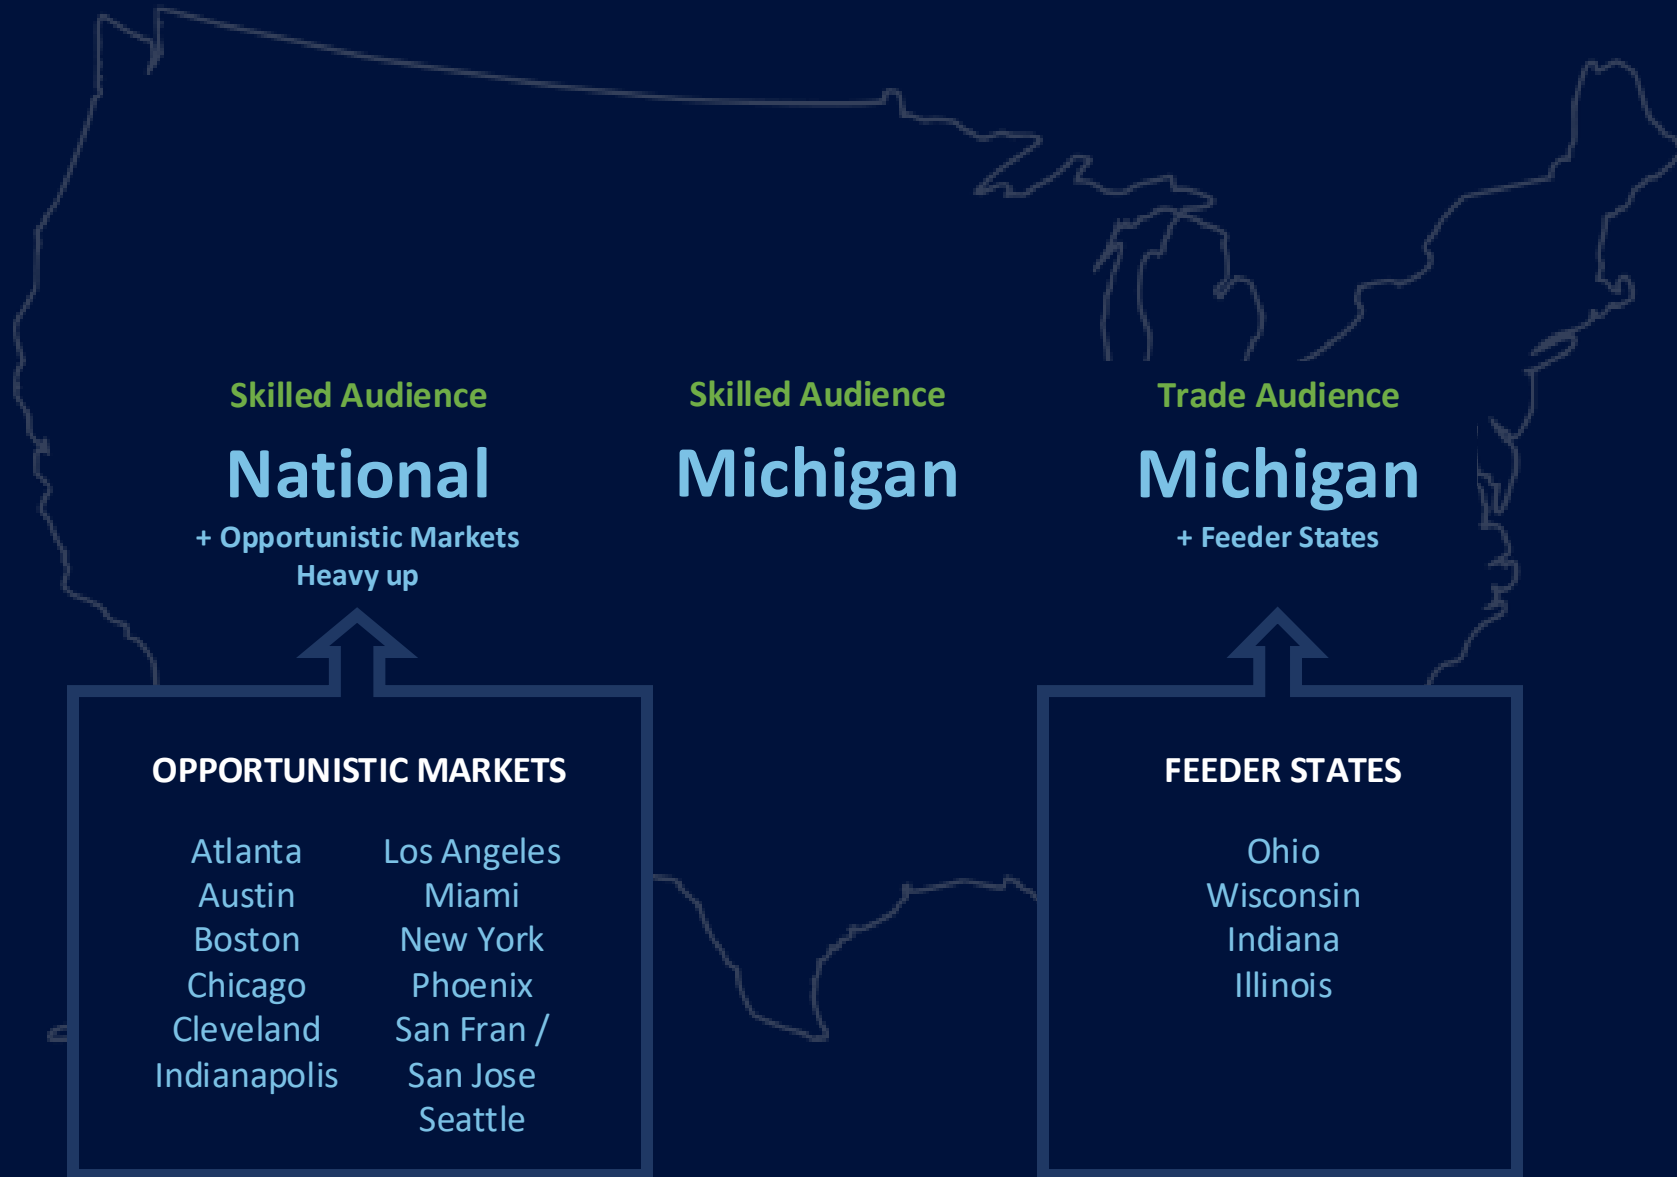 Skilled Audience
National
+ Opportunistic Markets
Heavy up
Skilled Audience
Michigan
Trade Audience
Michigan
+ Feeder States
OPPORTUNISTIC MARKETS
Atlanta
Austin
Boston
Chicago
Cleveland
Indianapolis
Los Angeles
Miami
New York
Phoenix
San Fran /
San Jose
Seattle
FEEDER STATES
Ohio
Wisconsin
Indiana
Illinois